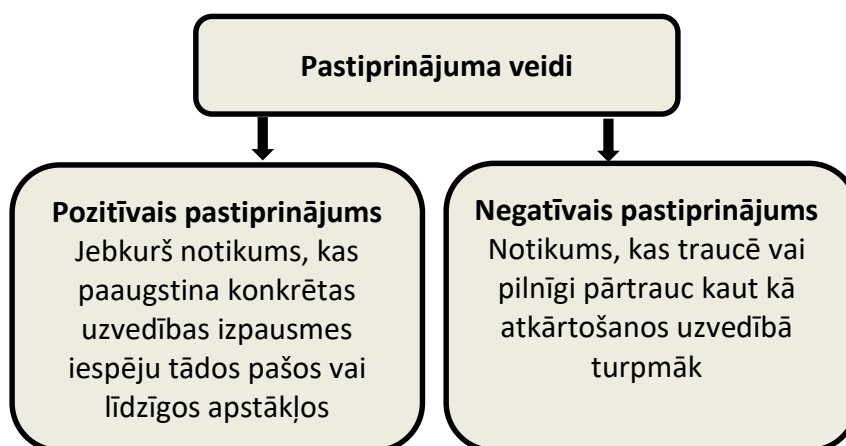 Pastiprinājuma veidi
Pozitīvais pastiprinājums
Jebkurš notikums, kas
paaugstina konkrētas
uzvedības izpausmes
iespēju tādos pašos vai
līdzīgos apstākļos
Negatīvais pastiprinājums
Notikums, kas traucē vai
pilnīgi pārtrauc kaut kā
atkārtošanos uzvedībā
turpmāk